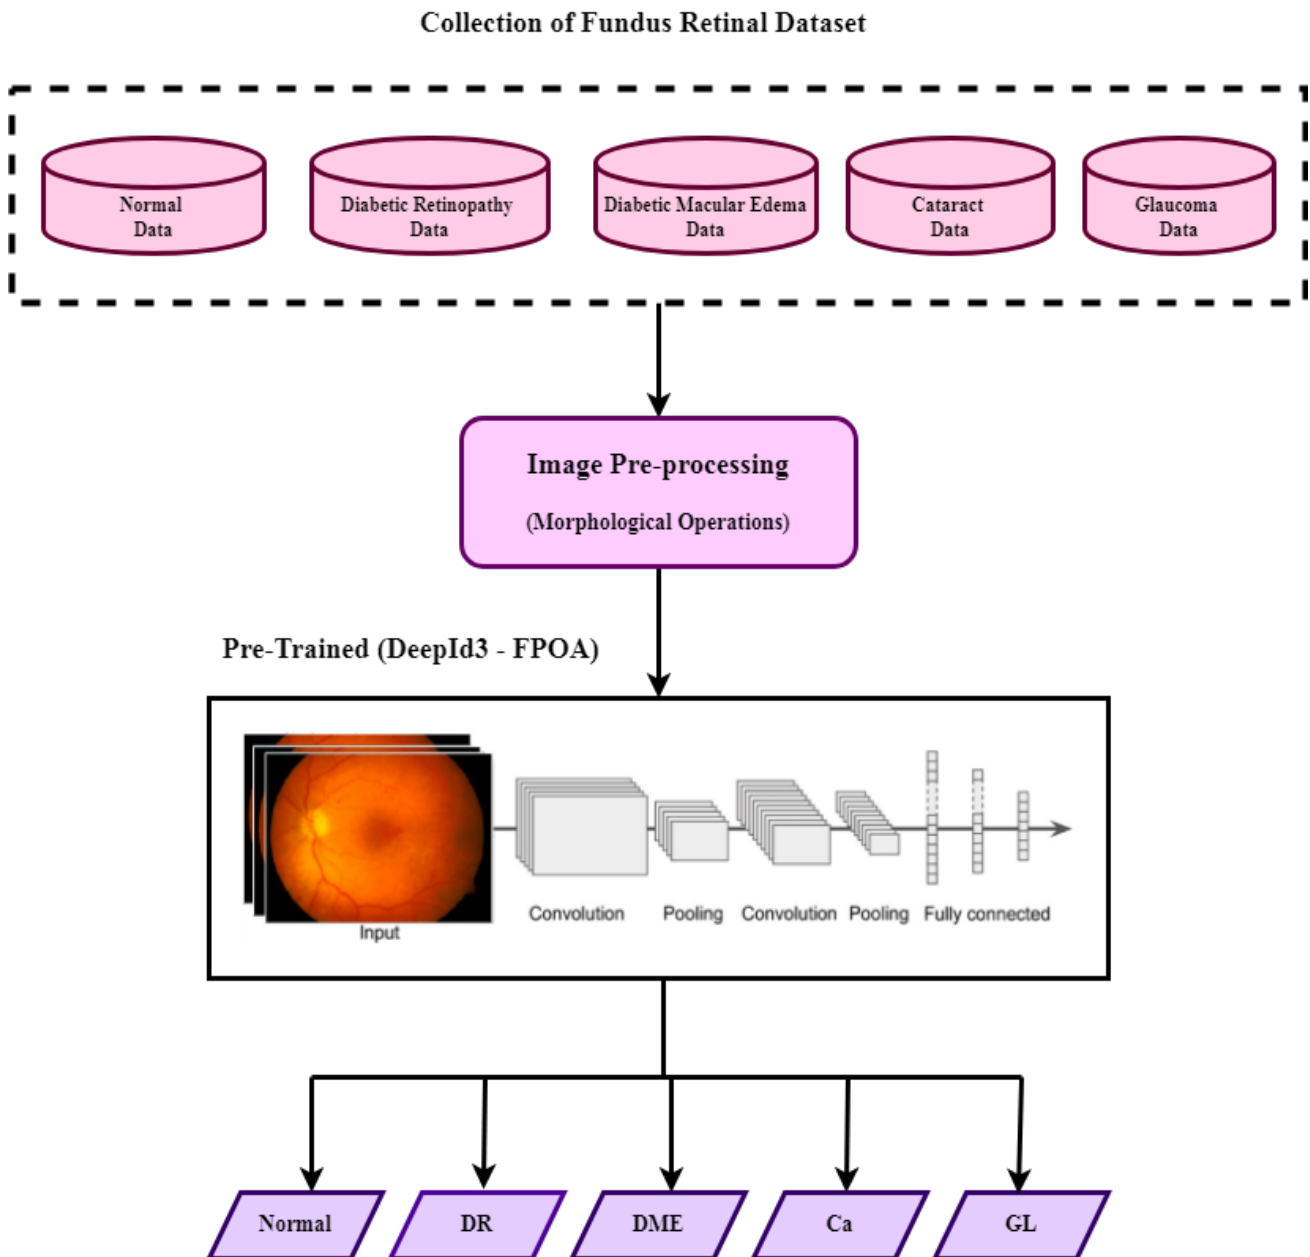 Collection of Fundus Retinal Dataset
Normal
Data
Diabetic Retinopathy
Data
Diabetic Macular Edema
Data
Cataract
Data
Glaucoma
Data
Image Pre-processing
(Morphological Operations)
Pre-Trained (DeepId3 - FPOA)
Input
Convolution
Pooling
Convolution
Pooling
Fully connected
Normal
DR
DME
Ca
GL